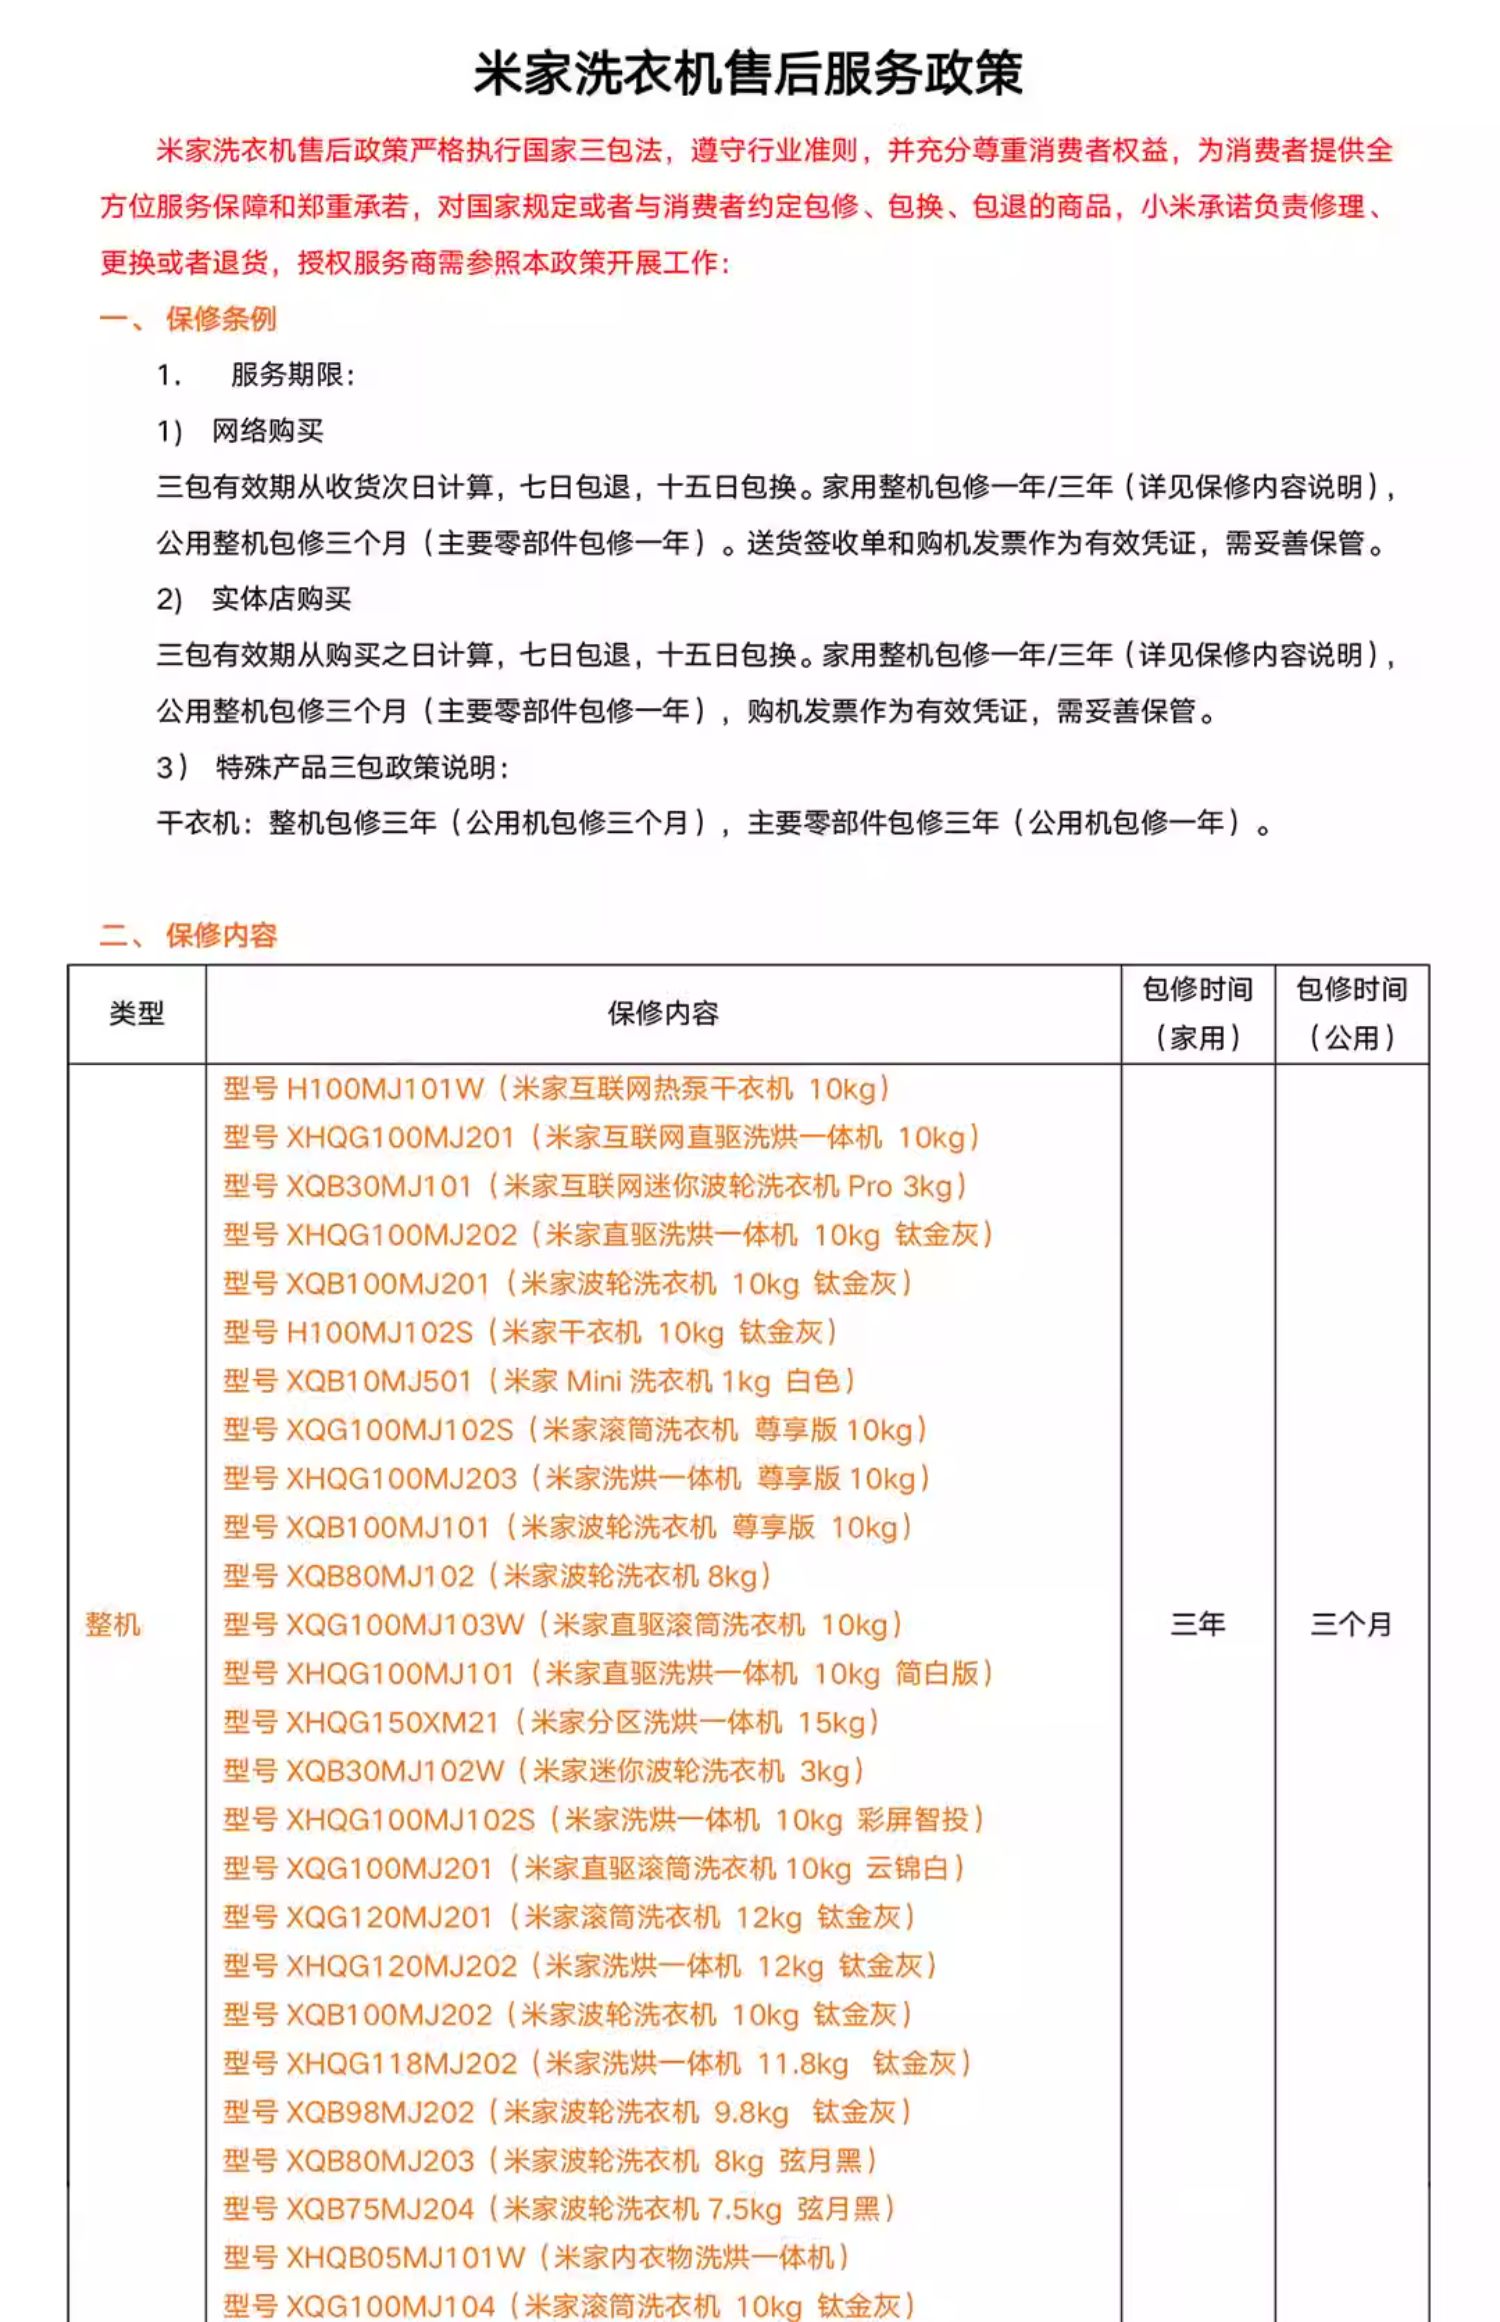 米家洗衣机售后服务政策
米家洗衣机售后政策严格执行国家三包法，遵守行业准则，并充分尊重消费者权益，为消费者提供全
方位服务保障和郑重承若，对国家规定或者与消费者约定包修、包换、包退的商品，小米承诺负责修理、
更换或者退货，授权服务商需参照本政策开展工作：
一、 保修条例
1. 服务期限：
1) 网络购买
三包有效期从收货次日计算，七日包退，十五日包换。家用整机包修一年/三年（详见保修内容说明），
公用整机包修三个月（主要零部件包修一年）。送货签收单和购机发票作为有效凭证，需妥善保管。
2) 实体店购买
三包有效期从购买之日计算，七日包退，十五日包换。家用整机包修一年/三年（详见保修内容说明），
公用整机包修三个月（主要零部件包修一年），购机发票作为有效凭证，需妥善保管。
3） 特殊产品三包政策说明：
干衣机：整机包修三年（公用机包修三个月），主要零部件包修三年（公用机包修一年）。
二、 保修内容
类型 保修内容 包修时间（家用） 包修时间（公用）
型号 H100MJ101W（米家互联网热泵干衣机 10kg）
型号 XHQG100MJ201（米家互联网直驱洗烘一体机 10kg）
型号 XQB30MJ101（米家互联网迷你波轮洗衣机 Pro 3kg）
型号 XHQG100MJ202（米家直驱洗烘一体机 10kg 钛金灰）
型号 XQB100MJ201（米家波轮洗衣机 10kg 钛金灰）
型号 H100MJ102S（米家干衣机 10kg 钛金灰）
型号 XQB10MJ501（米家 Mini 洗衣机 1kg 白色）
型号 XQG100MJ102S（米家滚筒洗衣机 尊享版 10kg）
型号 XHQG100MJ203（米家洗烘一体机 尊享版 10kg）
型号 XQB100MJ101（米家波轮洗衣机 尊享版 10kg）
型号 XQB80MJ102（米家波轮洗衣机 8kg）
整机 型号 XQG100MJ103W（米家直驱滚筒洗衣机 10kg） 三年 三个月
型号 XHQG100MJ101（米家直驱洗烘一体机 10kg 简白版）
型号 XHQG150XM21（米家分区洗烘一体机 15kg）
型号 XQB30MJ102W（米家迷你波轮洗衣机 3kg）
型号 XHQG100MJ102S（米家洗烘一体机 10kg 彩屏智投）
型号 XQG100MJ201（米家直驱滚筒洗衣机 10kg 云锦白）
型号 XQG120MJ201（米家滚筒洗衣机 12kg 钛金灰）
型号 XHQG120MJ202（米家洗烘一体机 12kg 钛金灰）
型号 XQB100MJ202（米家波轮洗衣机 10kg 钛金灰）
型号 XHQG118MJ202（米家洗烘一体机 11.8kg 钛金灰）
型号 XQB98MJ202（米家波轮洗衣机 9.8kg 钛金灰）
型号 XQB80MJ203（米家波轮洗衣机 8kg 弦月黑）
型号 XQB75MJ204（米家波轮洗衣机 7.5kg 弦月黑）
型号 XHQB05MJ101W（米家内衣物洗烘一体机）
型号 XQG100MJ104（米家滚筒洗衣机 10kg 钛金灰）